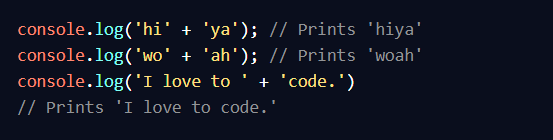 console.log('hi' + 'ya'); // Prints 'hiya'
console.log('wo' + 'ah'); // Prints 'woah'
console.log('I love to ' + 'code.')
// Prints 'I love to code.'